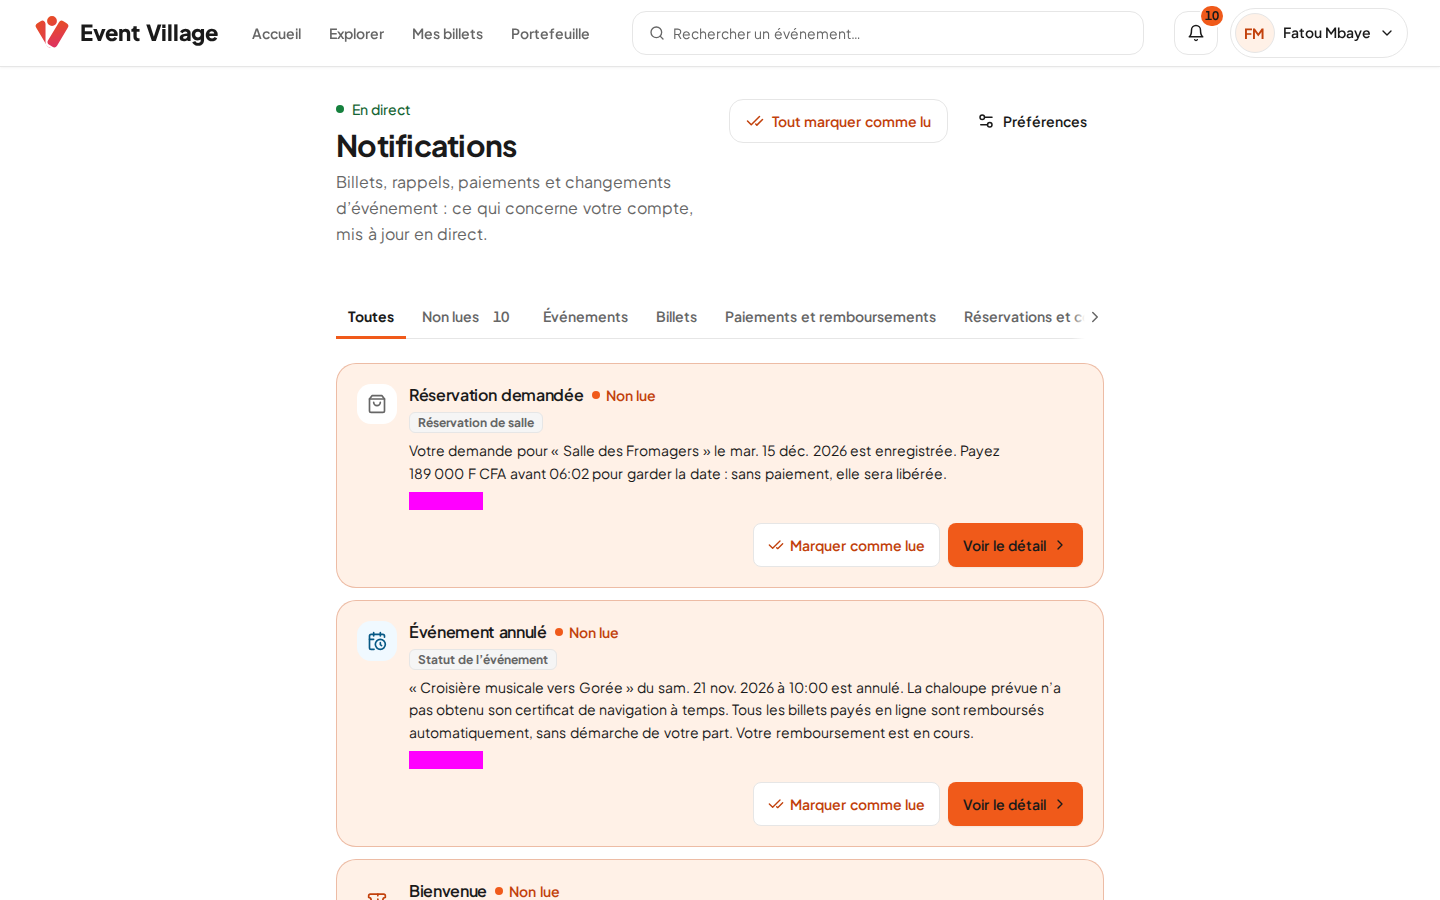 Event Village
Accueil
Explorer
Mes billets
Portefeuille
Rechercher un événement…
10
FM
Fatou Mbaye
En direct
Notifications
Billets, rappels, paiements et changements
d’événement : ce qui concerne votre compte,
mis à jour en direct.
Tout marquer comme lu
Préférences
Toutes
Non lues 10
Événements
Billets
Paiements et remboursements
Réservations et
Réservation demandée
Non lue
Réservation de salle
Votre demande pour « Salle des Fromagers » le mar. 15 déc. 2026 est enregistrée. Payez
189 000 F CFA avant 06:02 pour garder la date : sans paiement, elle sera libérée.
Marquer comme lue
Voir le détail
Événement annulé
Non lue
Statut de l’événement
« Croisière musicale vers Gorée » du sam. 21 nov. 2026 à 10:00 est annulé. La chaloupe prévue n’a
pas obtenu son certificat de navigation à temps. Tous les billets payés en ligne sont remboursés
automatiquement, sans démarche de votre part. Votre remboursement est en cours.
Marquer comme lue
Voir le détail
Bienvenue
Non lue